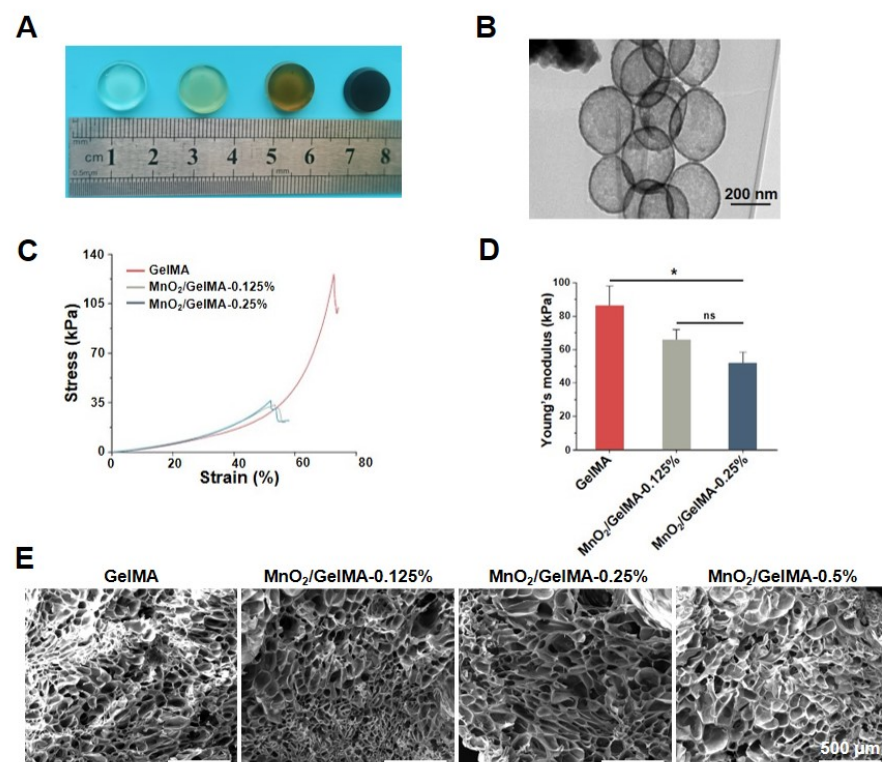 A
B
mm
cm 1 2 3 4 5 6 7 8
0.5mm mm
200 nm
C
140
105
70
35
0
0 20 40 60 80
Stress (kPa)
Strain (%)
GelMA
MnO₂/GelMA-0.125%
MnO₂/GelMA-0.25%
D
100
80
60
40
20
0
Young's modulus (kPa)
*
ns
GelMA
MnO₂/GelMA-0.125%
MnO₂/GelMA-0.25%
E
GelMA MnO₂/GelMA-0.125% MnO₂/GelMA-0.25% MnO₂/GelMA-0.5%
500 μm